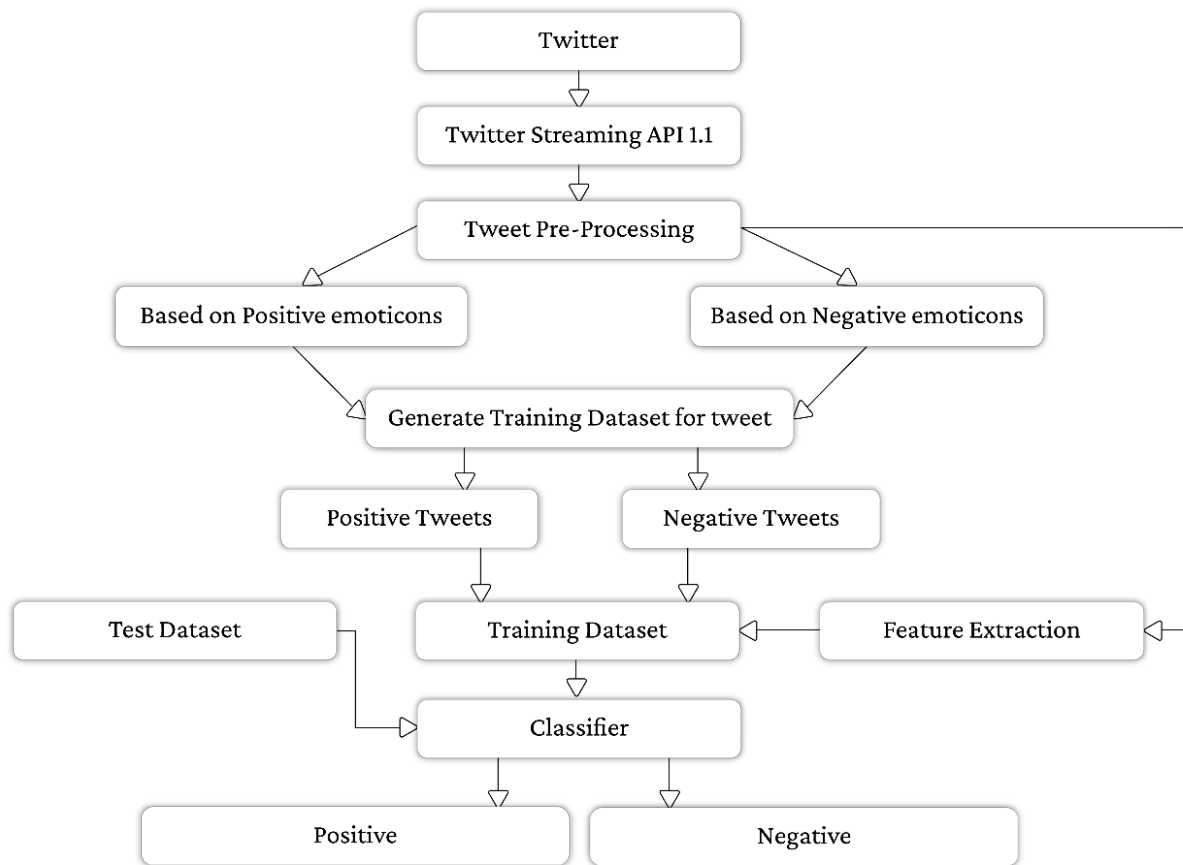 Twitter
Twitter Streaming API 1.1
Tweet Pre-Processing
Based on Positive emoticons
Based on Negative emoticons
Generate Training Dataset for tweet
Positive Tweets
Negative Tweets
Test Dataset
Training Dataset
Feature Extraction
Classifier
Positive
Negative